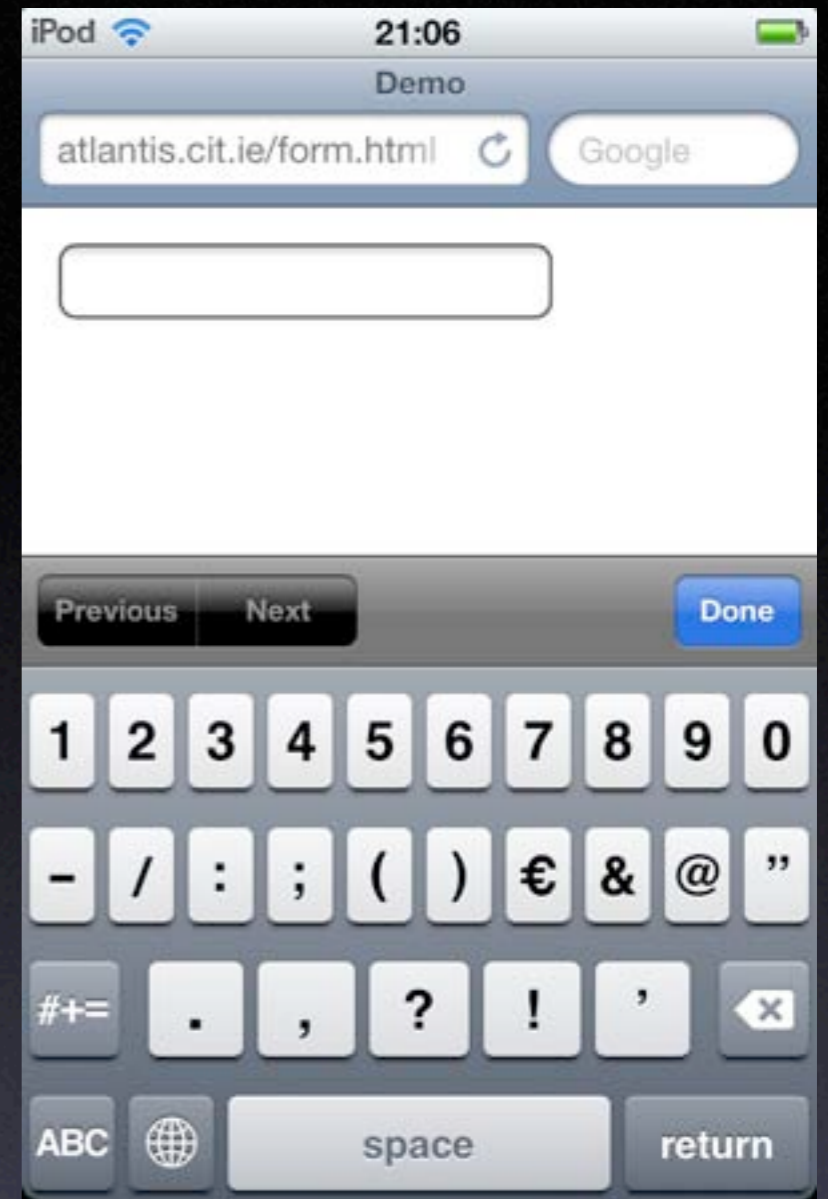 iPod 21:06
Demo
atlantis.cit.ie/form.html Google
Previous Next Done
1 2 3 4 5 6 7 8 9 0
- / : ; ( ) € & @ ”
#+= . , ? ! ’
ABC space return